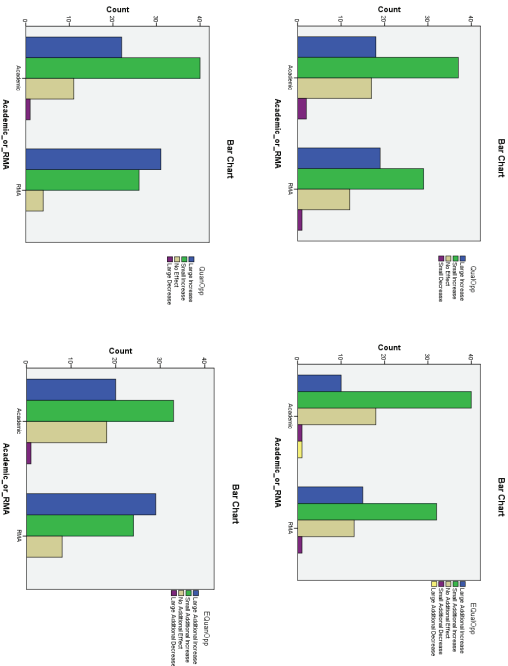 Bar Chart
QualOpp
Large Increase
Small Increase
No Effect
Small Decrease
Count
40
30
20
10
0
Academic
RMA
Academic_or_RMA
Bar Chart
EQualOpp
Large Additional Increase
Small Additional Increase
No Additional Effect
Small Additional Decrease
Large Additional Decrease
Count
40
30
20
10
0
Academic
RMA
Academic_or_RMA
Bar Chart
QuanOpp
Large Increase
Small Increase
No Effect
Large Decrease
Count
40
30
20
10
0
Academic
RMA
Academic_or_RMA
Bar Chart
EQuanOpp
Large Additional Increase
Small Additional Increase
No Additional Effect
Large Additional Decrease
Count
40
30
20
10
0
Academic
RMA
Academic_or_RMA